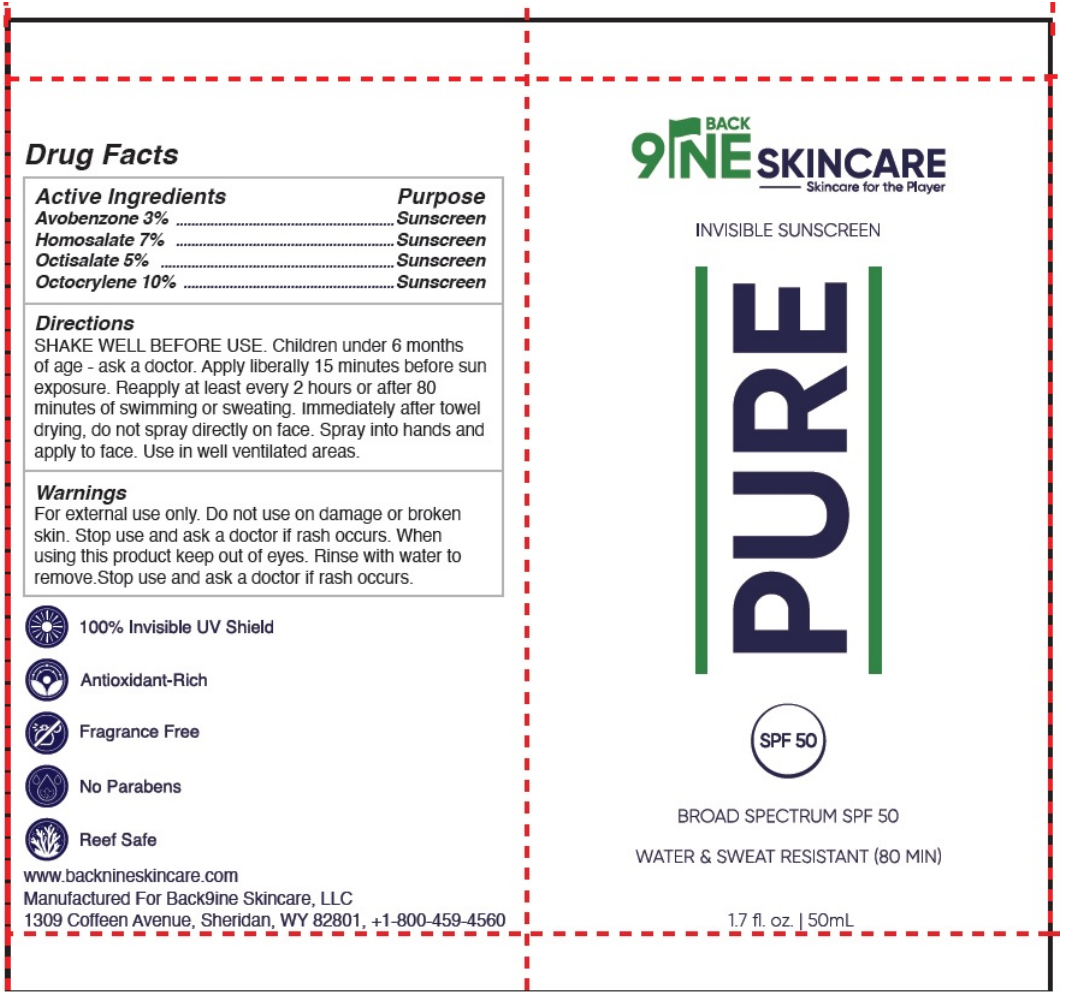 Drug Facts
Active Ingredients Purpose
Avobenzone 3% ........ Sunscreen
Homosalate 7% ........ Sunscreen
Octisalate 5% ........ Sunscreen
Octocrylene 10% ........ Sunscreen
Directions
SHAKE WELL BEFORE USE. Children under 6 months
of age - ask a doctor. Apply liberally 15 minutes before sun
exposure. Reapply at least every 2 hours or after 80
minutes of swimming or sweating. Immediately after towel
drying, do not spray directly on face. Spray into hands and
apply to face. Use in well ventilated areas.
Warnings
For external use only. Do not use on damage or broken
skin. Stop use and ask a doctor if rash occurs. When
using this product keep out of eyes. Rinse with water to
remove.Stop use and ask a doctor if rash occurs.
100% Invisible UV Shield
Antioxidant-Rich
Fragrance Free
No Parabens
Reef Safe
www.backnineskincare.com
Manufactured For Back9ine Skincare, LLC
1309 Coffeen Avenue, Sheridan, WY 82801, +1-800-459-4560
BACK
9INE SKINCARE
Skincare for the Player
INVISIBLE SUNSCREEN
PURE
SPF 50
BROAD SPECTRUM SPF 50
WATER & SWEAT RESISTANT (80 MIN)
1.7 fl. oz. | 50mL